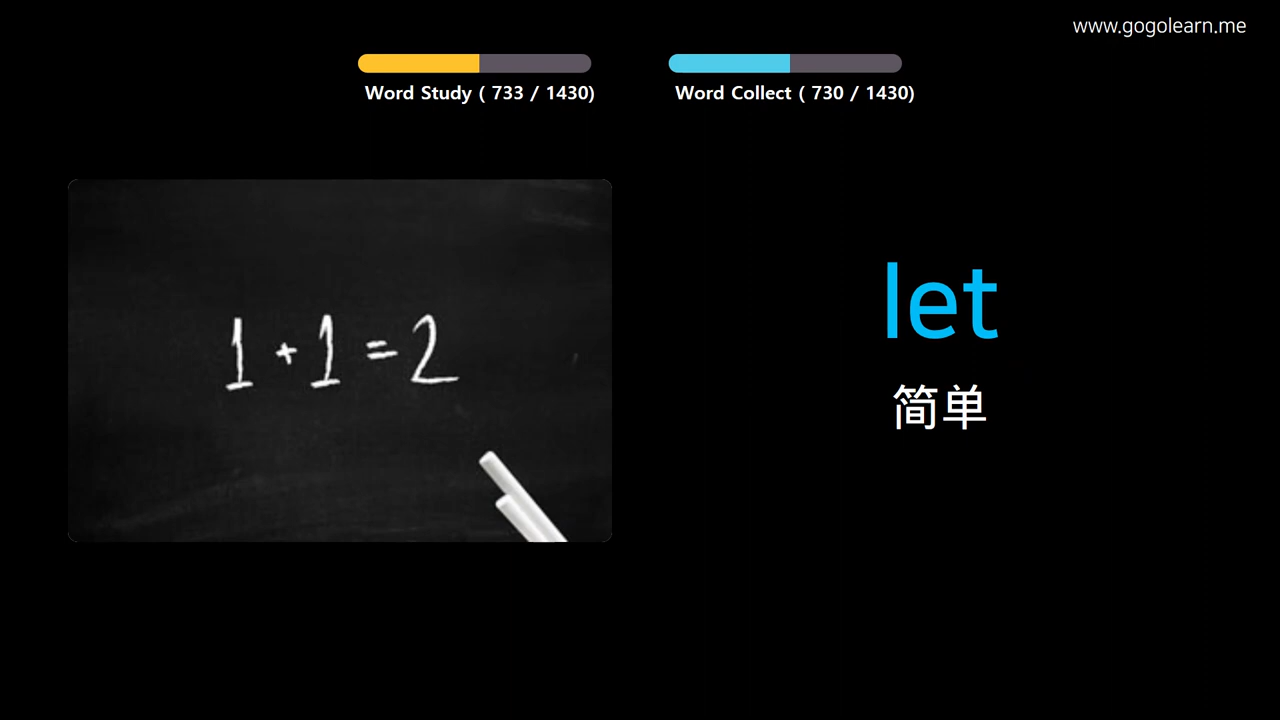 www.gogolearn.me
Word Study ( 733 / 1430)
Word Collect ( 730 / 1430)
1 + 1 = 2
let
简单